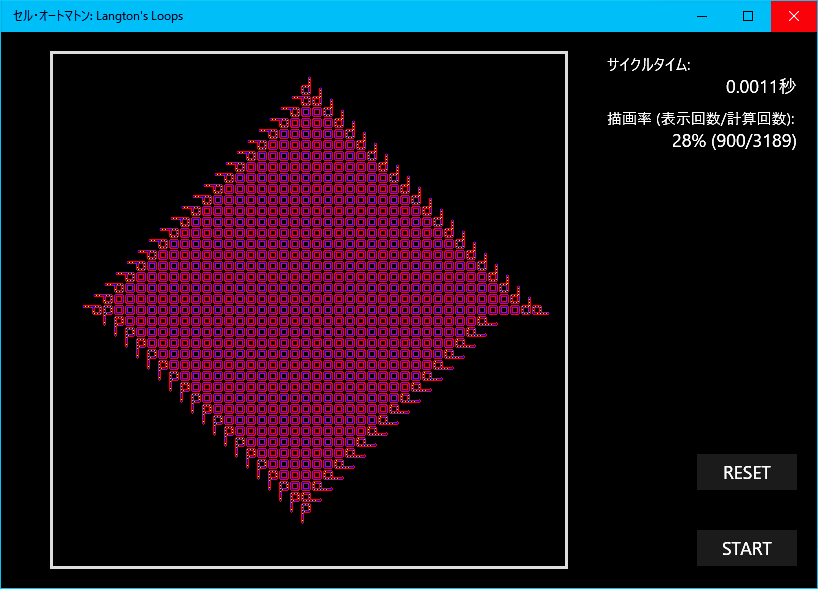 セル・オートマトン: Langton's Loops
サイクルタイム:
0.0011秒
描画率 (表示回数/計算回数):
28% (900/3189)
RESET
START